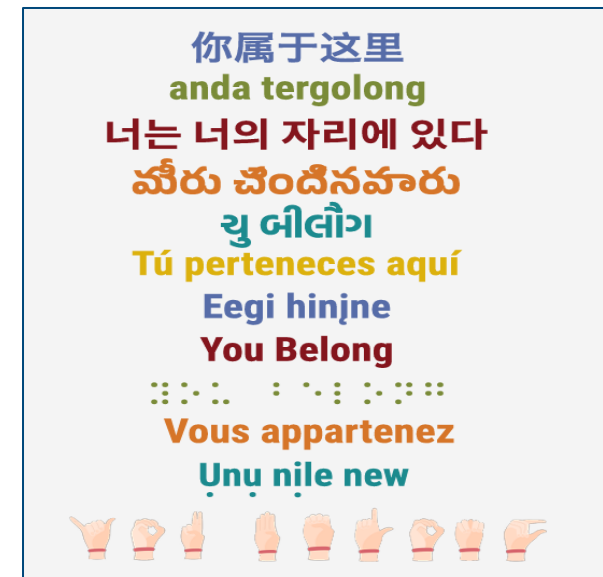 你属于这里
anda tergolong
너는 너의 자리에 있다
మీరు చెందినవారు
યુ બીલોંગ
Tú perteneces aquí
Eegi hinįne
You Belong
⠽⠕⠥ ⠃⠑⠇⠕⠝⠛
Vous appartenez
Ụnụ nịle new